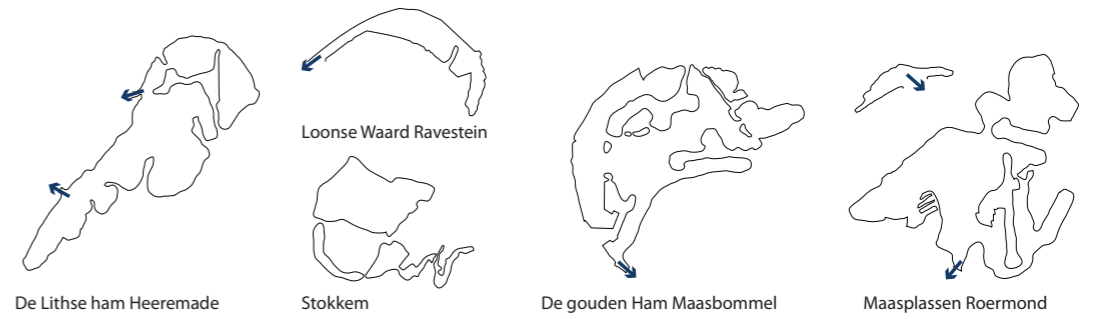 Loonse Waard Ravestein
De Lithse ham Heeremade
Stokkem
De gouden Ham Maasbommel
Maasplassen Roermond